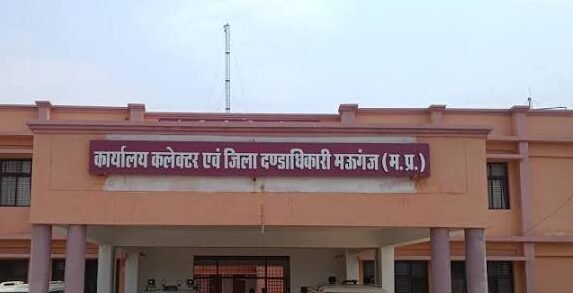 कार्यालय कलेक्टर एवं जिला दण्डाधिकारी मऊगंज (म.प्र.)